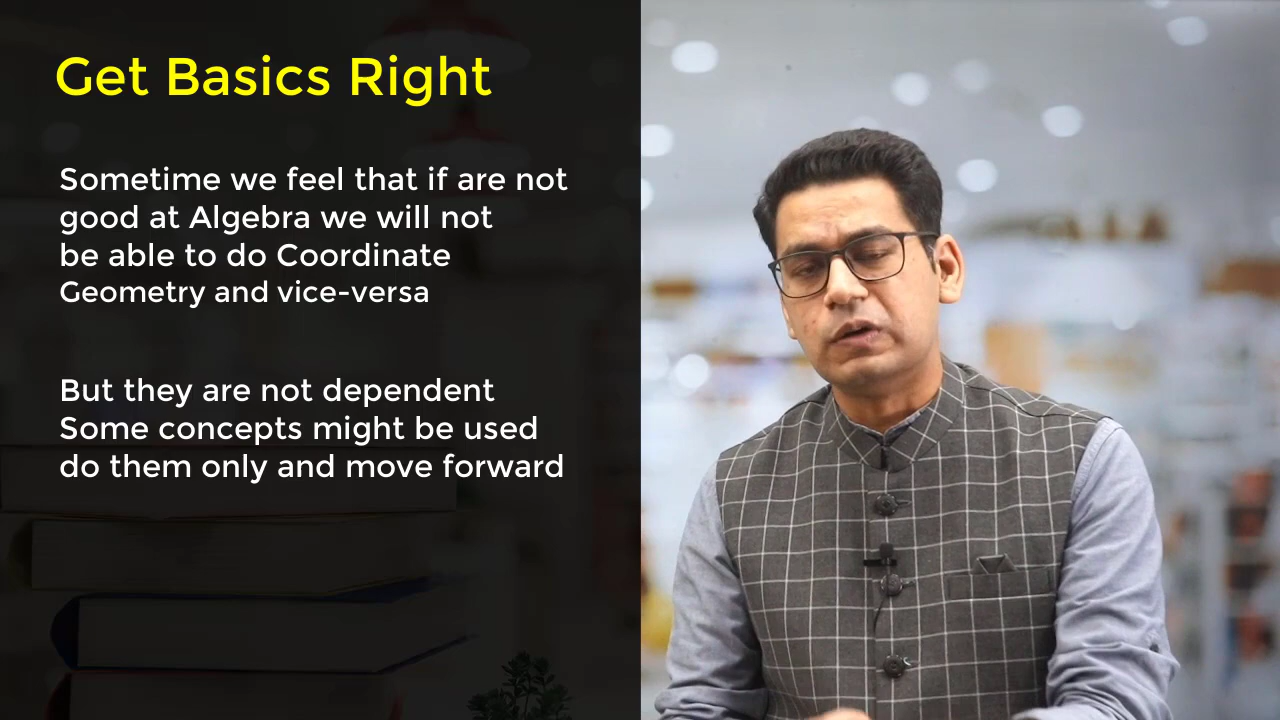 Get Basics Right
Sometime we feel that if are not
good at Algebra we will not
be able to do Coordinate
Geometry and vice-versa
But they are not dependent
Some concepts might be used
do them only and move forward